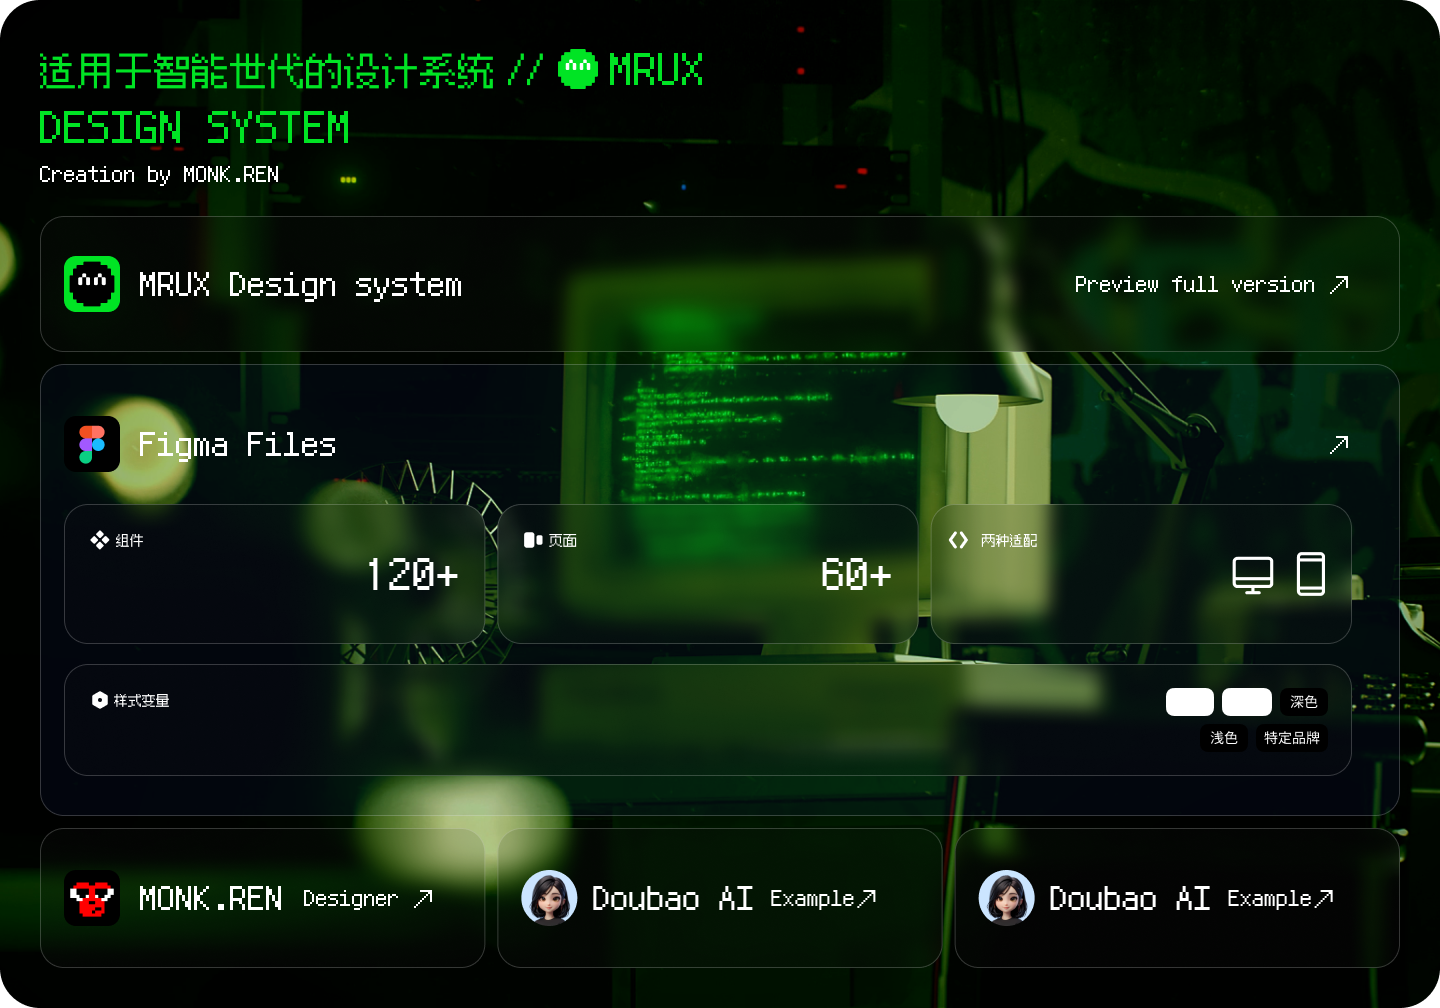 适用于智能世代的设计系统 // MRUX
DESIGN SYSTEM
Creation by MONK.REN
MRUX Design system
Preview full version
Figma Files
组件
120+
页面
60+
两种适配
样式变量
深色
浅色
特定品牌
MONK.REN Designer
Doubao AI Example
Doubao AI Example